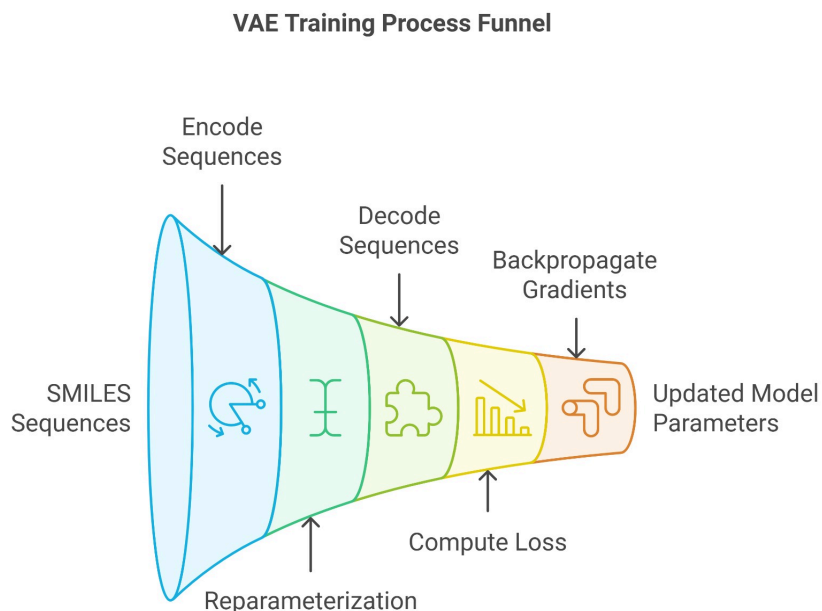 VAE Training Process Funnel
Encode
Sequences
Decode
Sequences
Backpropagate
Gradients
SMILES
Sequences
Updated Model
Parameters
Compute Loss
Reparameterization